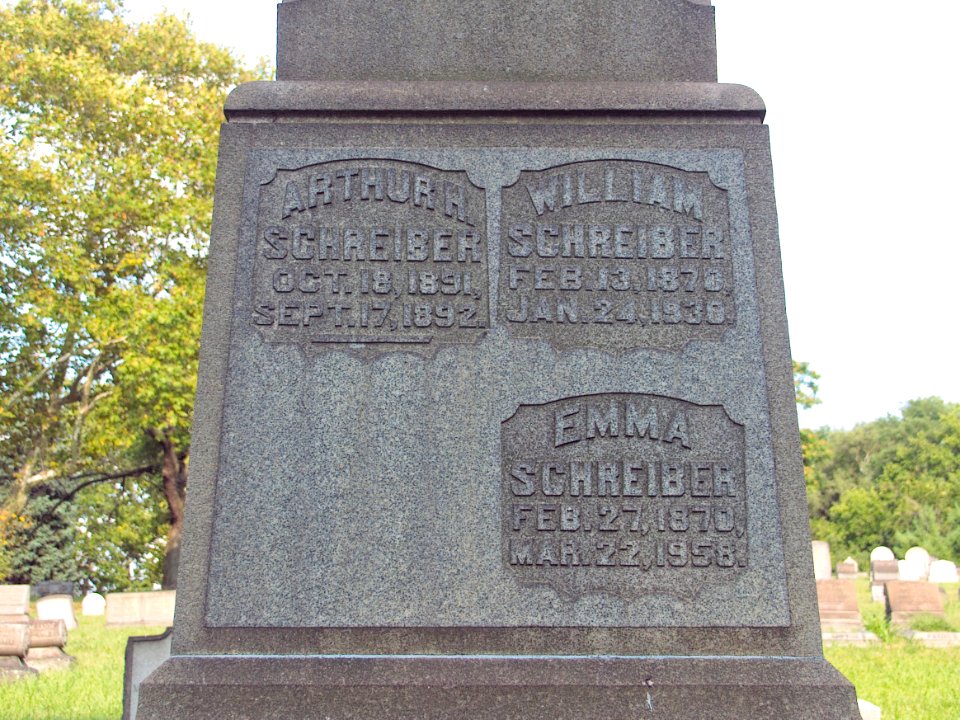 ARTHUR H.
SCHREIBER
OCT. 18, 1891,
SEPT. 17, 1892.
WILLIAM
SCHREIBER
FEB. 13, 1870.
JAN. 24, 1938.
EMMA
SCHREIBER
FEB. 27, 1870,
MAR. 22, 1958.